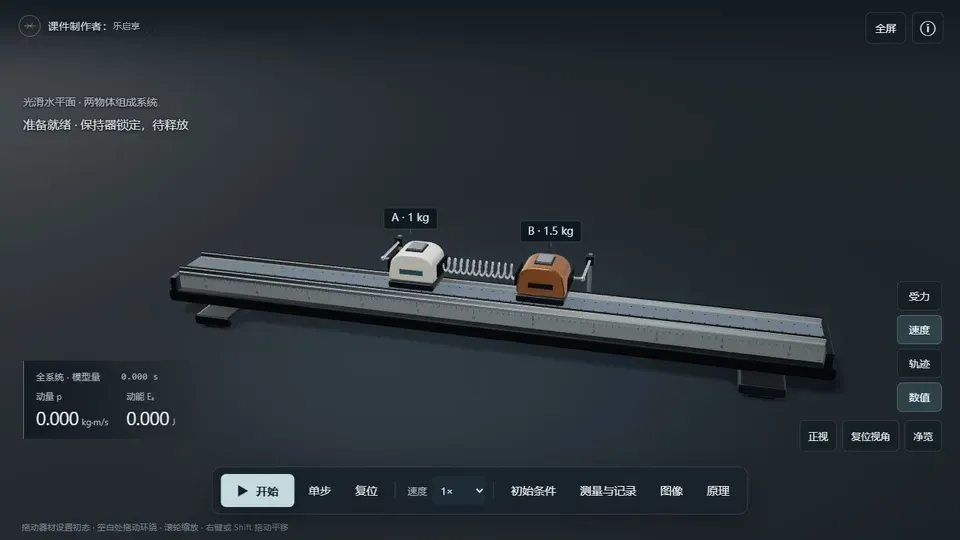 课件制作者：乐启享
全屏
光滑水平面 · 两物体组成系统
准备就绪 · 保持器锁定，待释放
A · 1 kg
B · 1.5 kg
受力
速度
轨迹
数值
全系统 · 模型量 0.000 s
动量 p 动能 Eₖ
0.000 kg·m/s 0.000 J
正视 复位视角 净览
开始 单步 复位 速度 1× 初始条件 测量与记录 图像 原理
拖动器材设置初态 · 空白处拖动环绕 · 滚轮缩放 · 右键或 Shift 拖动平移